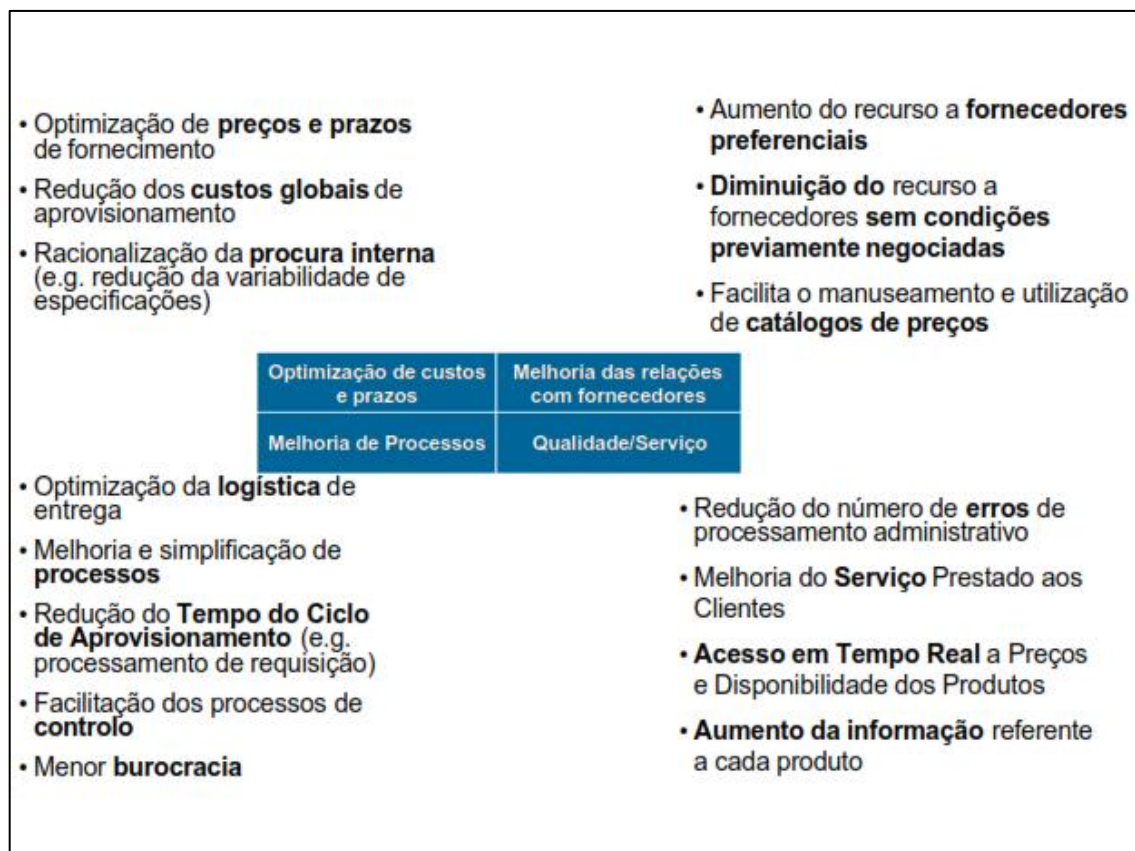 • Optimização de preços e prazos
de fornecimento
• Redução dos custos globais de
aprovisionamento
• Racionalização da procura interna
(e.g. redução da variabilidade de
especificações)
• Aumento do recurso a fornecedores
preferenciais
• Diminuição do recurso a
fornecedores sem condições
previamente negociadas
• Facilita o manuseamento e utilização
de catálogos de preços
Optimização de custos
e prazos
Melhoria das relações
com fornecedores
Melhoria de Processos
Qualidade/Serviço
• Optimização da logística de
entrega
• Melhoria e simplificação de
processos
• Redução do Tempo do Ciclo
de Aprovisionamento (e.g.
processamento de requisição)
• Facilitação dos processos de
controlo
• Menor burocracia
• Redução do número de erros de
processamento administrativo
• Melhoria do Serviço Prestado aos
Clientes
• Acesso em Tempo Real a Preços
e Disponibilidade dos Produtos
• Aumento da informação referente
a cada produto